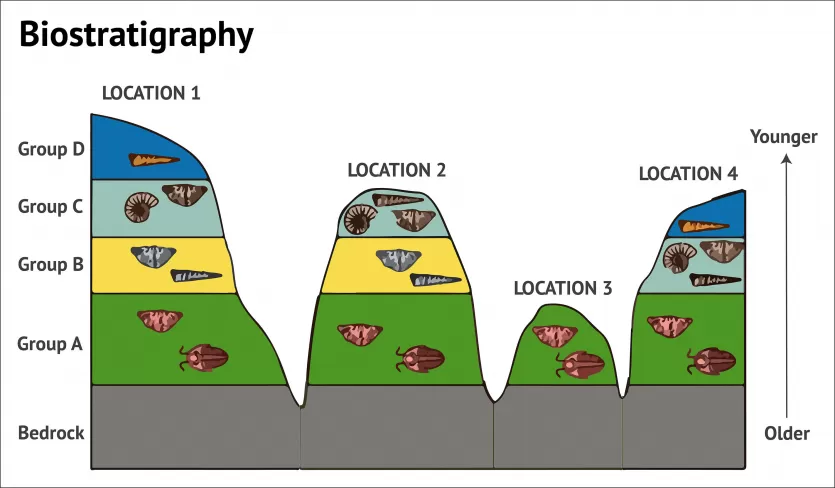 Biostratigraphy
LOCATION 1
Younger
Group D
LOCATION 2
LOCATION 4
Group C
Group B
LOCATION 3
Group A
Bedrock
Older